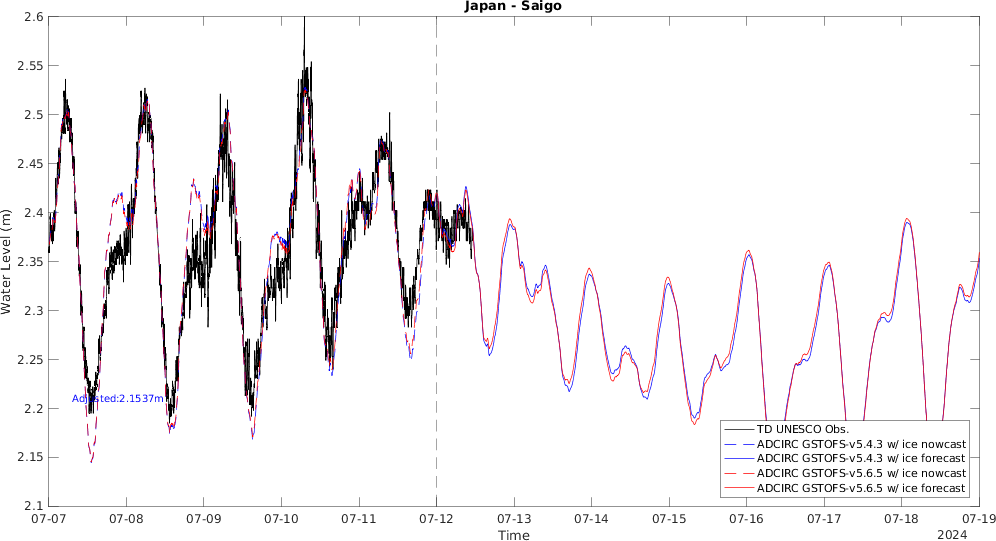 Japan - Saigo
2.6
2.55
2.5
2.45
2.4
2.35
2.3
2.25
2.2
2.15
2.1
Water Level (m)
Adjusted:2.1537m
TD UNESCO Obs.
ADCIRC GSTOFS-v5.4.3 w/ ice nowcast
ADCIRC GSTOFS-v5.4.3 w/ ice forecast
ADCIRC GSTOFS-v5.6.5 w/ ice nowcast
ADCIRC GSTOFS-v5.6.5 w/ ice forecast
07-07 07-08 07-09 07-10 07-11 07-12 07-13 07-14 07-15 07-16 07-17 07-18 07-19
Time
2024